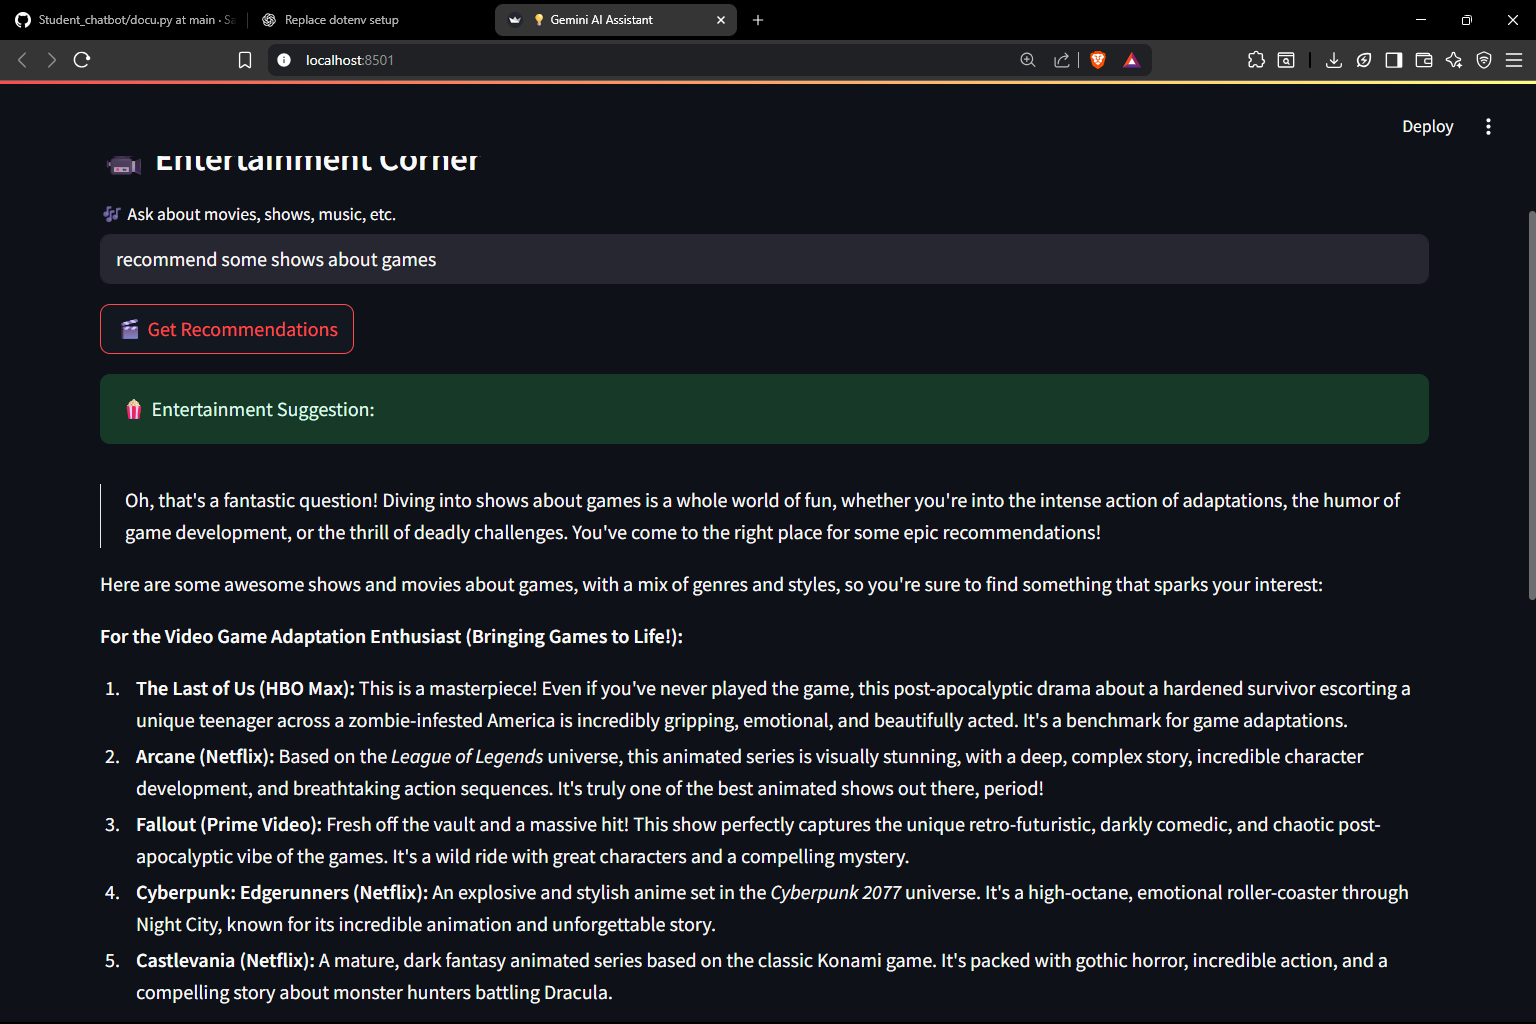 Student_chatbot/docu.py at main · Sa
Replace dotenv setup
Gemini AI Assistant
localhost:8501
Deploy
Entertainment Corner
Ask about movies, shows, music, etc.
recommend some shows about games
Get Recommendations
Entertainment Suggestion:
Oh, that's a fantastic question! Diving into shows about games is a whole world of fun, whether you're into the intense action of adaptations, the humor of
game development, or the thrill of deadly challenges. You've come to the right place for some epic recommendations!
Here are some awesome shows and movies about games, with a mix of genres and styles, so you're sure to find something that sparks your interest:
For the Video Game Adaptation Enthusiast (Bringing Games to Life!):
1. The Last of Us (HBO Max): This is a masterpiece! Even if you've never played the game, this post-apocalyptic drama about a hardened survivor escorting a
unique teenager across a zombie-infested America is incredibly gripping, emotional, and beautifully acted. It's a benchmark for game adaptations.
2. Arcane (Netflix): Based on the League of Legends universe, this animated series is visually stunning, with a deep, complex story, incredible character
development, and breathtaking action sequences. It's truly one of the best animated shows out there, period!
3. Fallout (Prime Video): Fresh off the vault and a massive hit! This show perfectly captures the unique retro-futuristic, darkly comedic, and chaotic post-
apocalyptic vibe of the games. It's a wild ride with great characters and a compelling mystery.
4. Cyberpunk: Edgerunners (Netflix): An explosive and stylish anime set in the Cyberpunk 2077 universe. It's a high-octane, emotional roller-coaster through
Night City, known for its incredible animation and unforgettable story.
5. Castlevania (Netflix): A mature, dark fantasy animated series based on the classic Konami game. It's packed with gothic horror, incredible action, and a
compelling story about monster hunters battling Dracula.